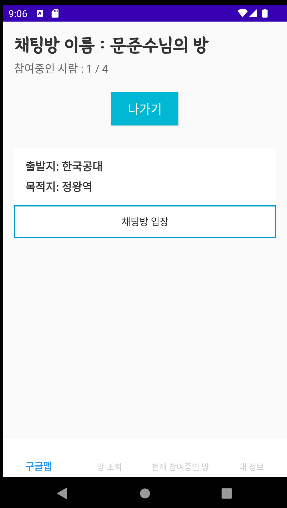 9:06
채팅방 이름 : 문준수님의 방
참여중인 사람 : 1 / 4
나가기
출발지: 한국공대
목적지: 정왕역
채팅방 입장
구글맵 방 조회 현재 참여중인 방 내 정보